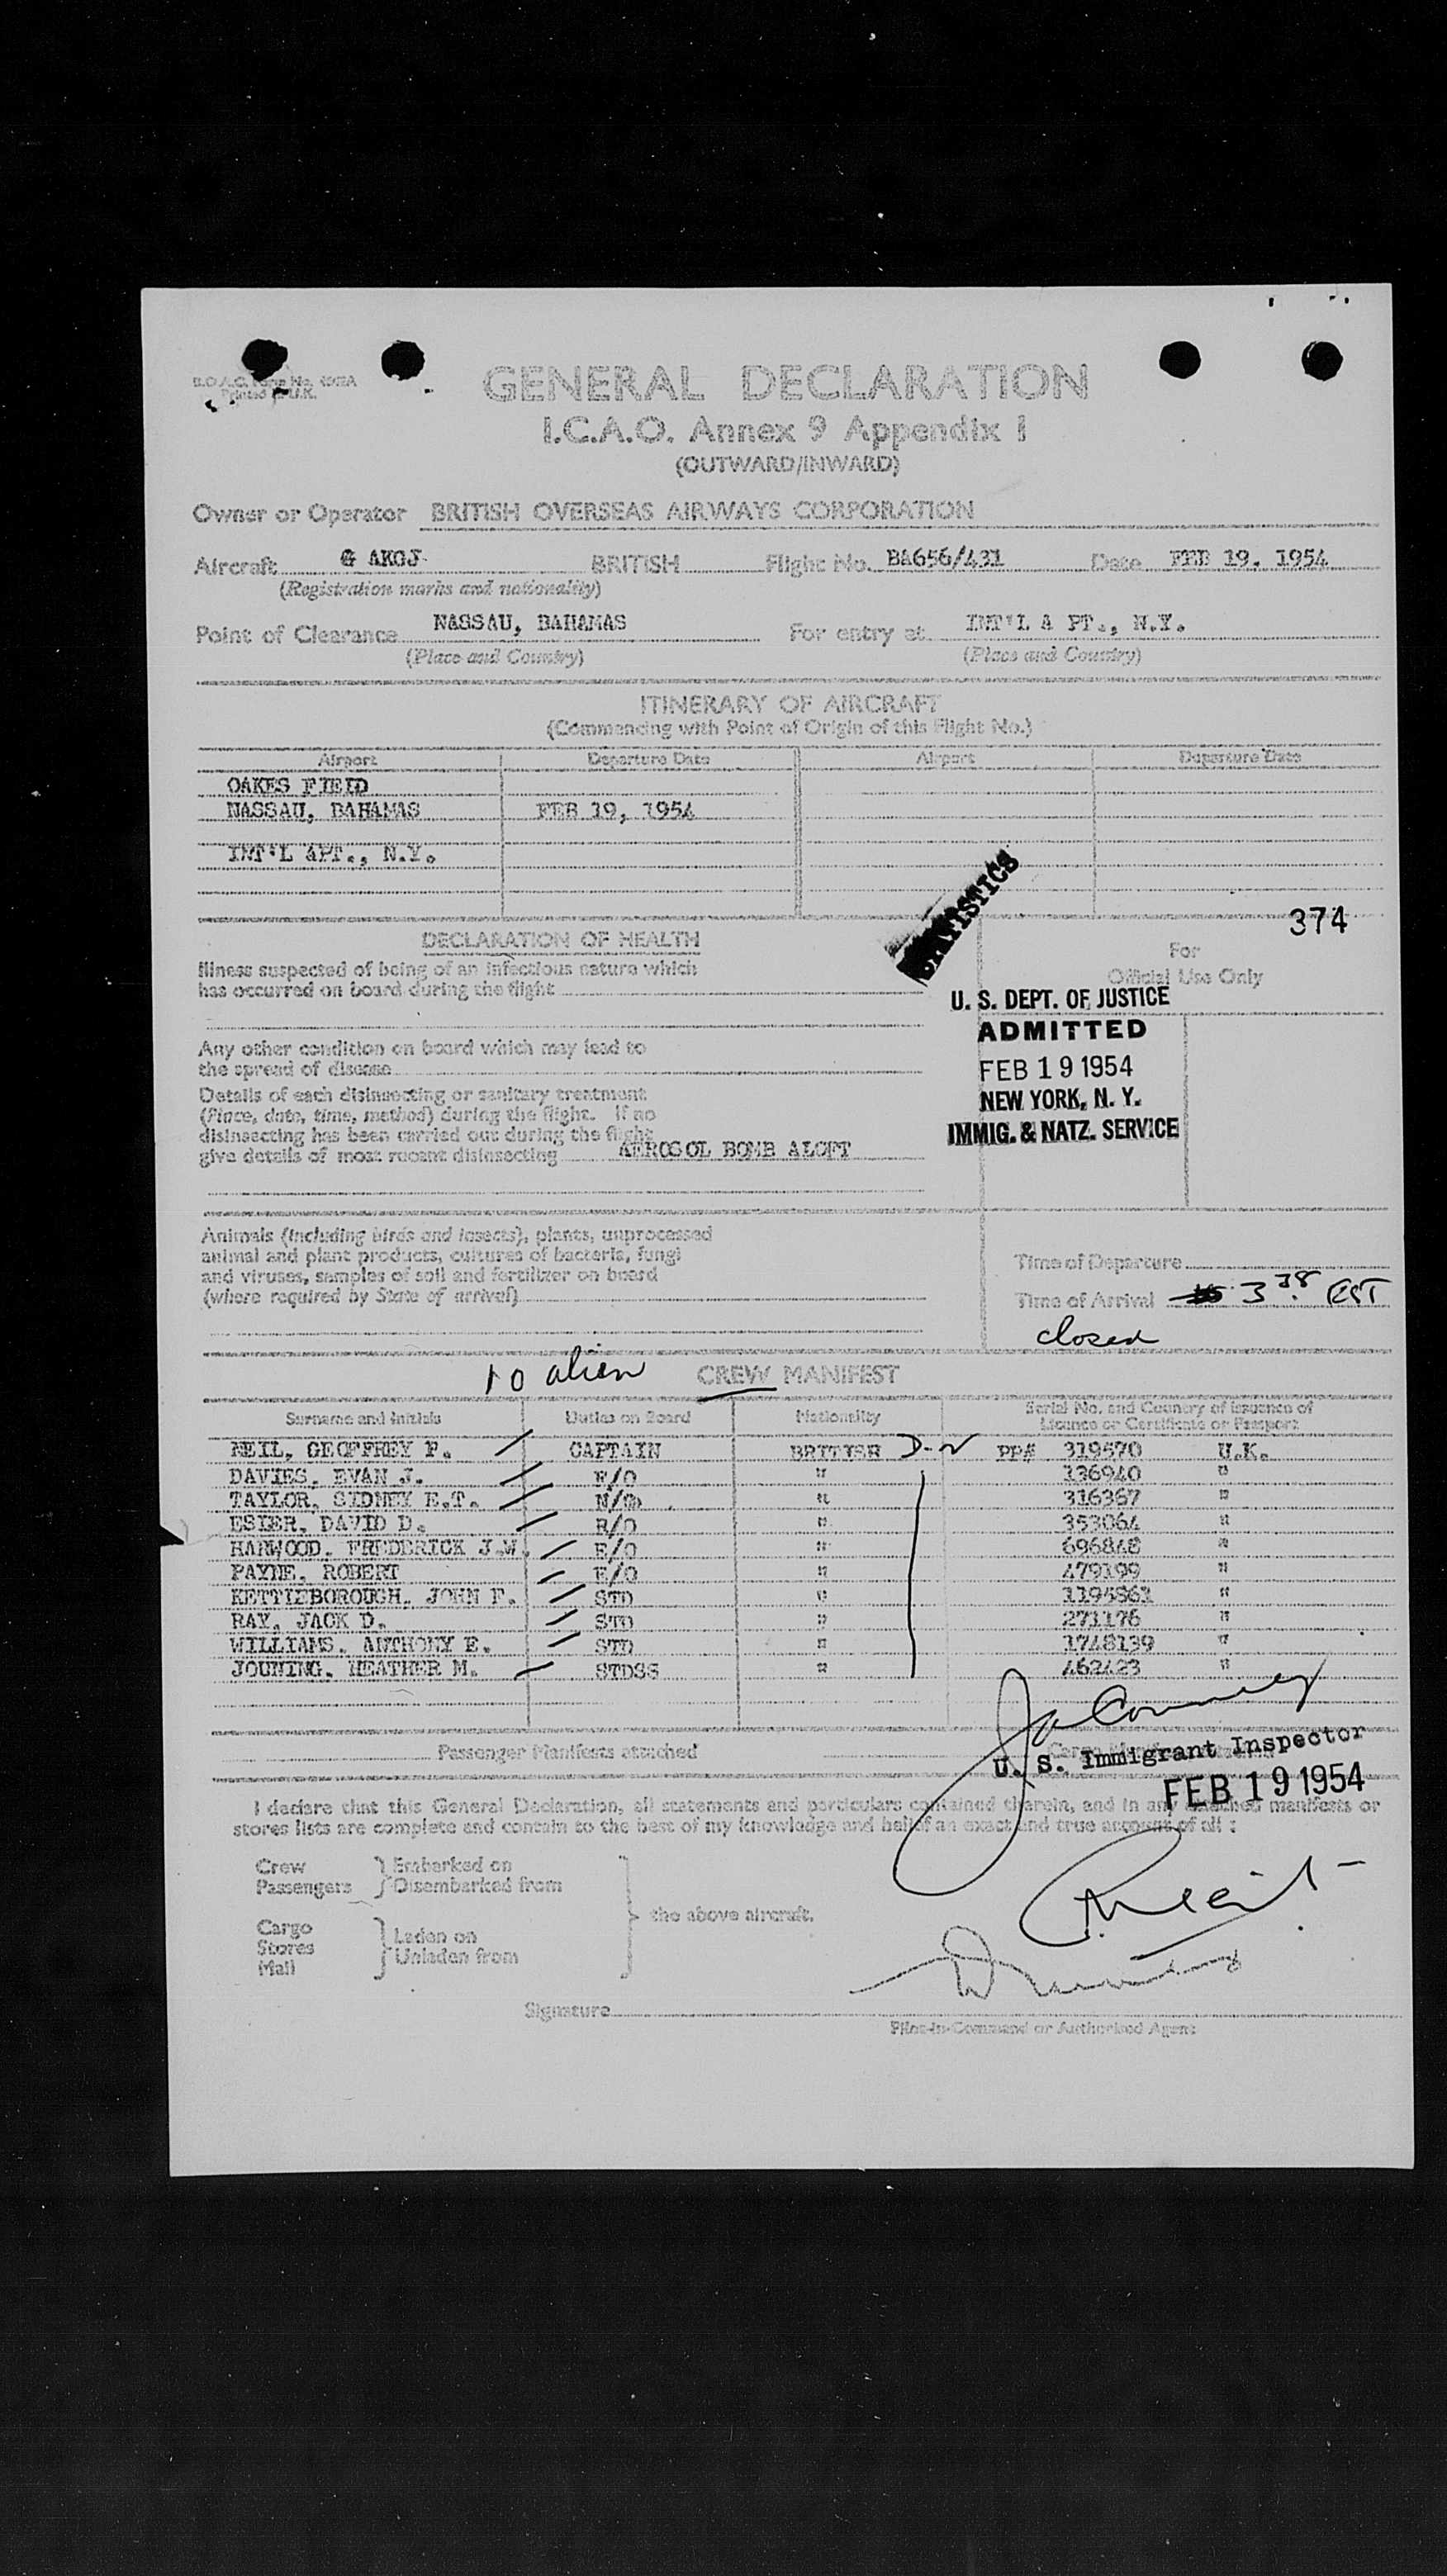 GENERAL DECLARATION
I.C.A.O. Annex 9 Appendix I
(OUTWARD/INWARD)
Owner or Operator BRITISH OVERSEAS AIRWAYS CORPORATION
Aircraft G AKGJ BRITISH Flight No. BA656/431 Date FEB 19, 1954
(Registration marks and nationality)
Point of Clearance NASSAU, BAHAMAS For entry at INT'L A PT., N.Y.
(Place and Country) (Place and Country)
ITINERARY OF AIRCRAFT
(Commencing with Point of Origin of this Flight No.)
Airport Departure Date Airport Departure Date
OAKES FIELD
NASSAU, BAHAMAS FEB 19, 1954
INT'L APT., N.Y.
STATISTICS
374
DECLARATION OF HEALTH
For
Official Use Only
Illness suspected of being of an infectious nature which
has occurred on board during the flight
U. S. DEPT. OF JUSTICE
ADMITTED
FEB 19 1954
NEW YORK, N. Y.
IMMIG. & NATZ. SERVICE
Any other condition on board which may lead to
the spread of disease
Details of each disinsecting or sanitary treatment
(Place, date, time, method) during the flight. If no
disinsecting has been carried out during the flight
give details of most recent disinsecting AEROSOL BOMB ALOFT
Animals (including birds and insects), plants, unprocessed
animal and plant products, cultures of bacteria, fungi
and viruses, samples of soil and fertilizer on board
(where required by State of arrival)
Time of Departure
Time of Arrival 3 38 EST
closed
10 alien CREW MANIFEST
Surname and Initials Duties on Board Nationality Serial No. and Country of issuance of
Licence or Certificate or Passport
NEIL, GEOFFREY F. CAPTAIN BRITISH D-N PP# 319670 U.K.
DAVIES, EVAN J. F/O " 136940 "
TAYLOR, SIDNEY E.T. N/O " 316367 "
ESLER, DAVID D. R/O " 353064 "
HARWOOD, FREDERICK J.W. E/O " 696848 "
PAYNE, ROBERT E/O " 479199 "
KETTLEBOROUGH, JOHN F. STD " 1195861 "
RAY, JACK D. STD " 271176 "
WILLIAMS, ANTHONY E. STD " 1748139 "
JOUNING, HEATHER M. STDSS " 462423 "
Passenger Manifests attached
U. S. Immigrant Inspector
FEB 19 1954
I declare that this General Declaration, all statements and particulars contained therein, and in any attached manifests or
stores lists are complete and contain to the best of my knowledge and belief an exact and true account of all :
Crew
Passengers
Embarked on
Disembarked from
Cargo
Stores
Mail
Laden on
Unladen from
the above aircraft.
Signature
Pilot-in-Command or Authorised Agent